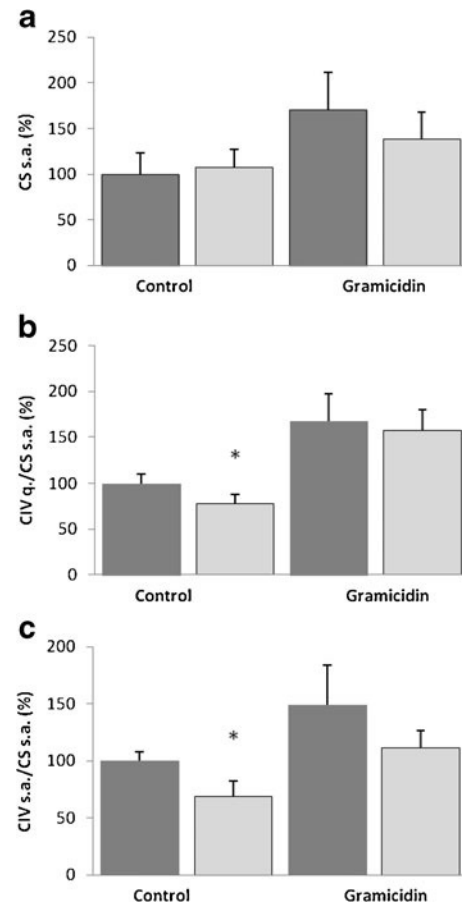 a
CS s.a. (%)
250
200
150
100
50
0
Control Gramicidin
b
CIV q./CS s.a. (%)
250
200
150
100
50
0
*
Control Gramicidin
c
CIV s.a./CS s.a. (%)
200
150
100
50
0
*
Control Gramicidin